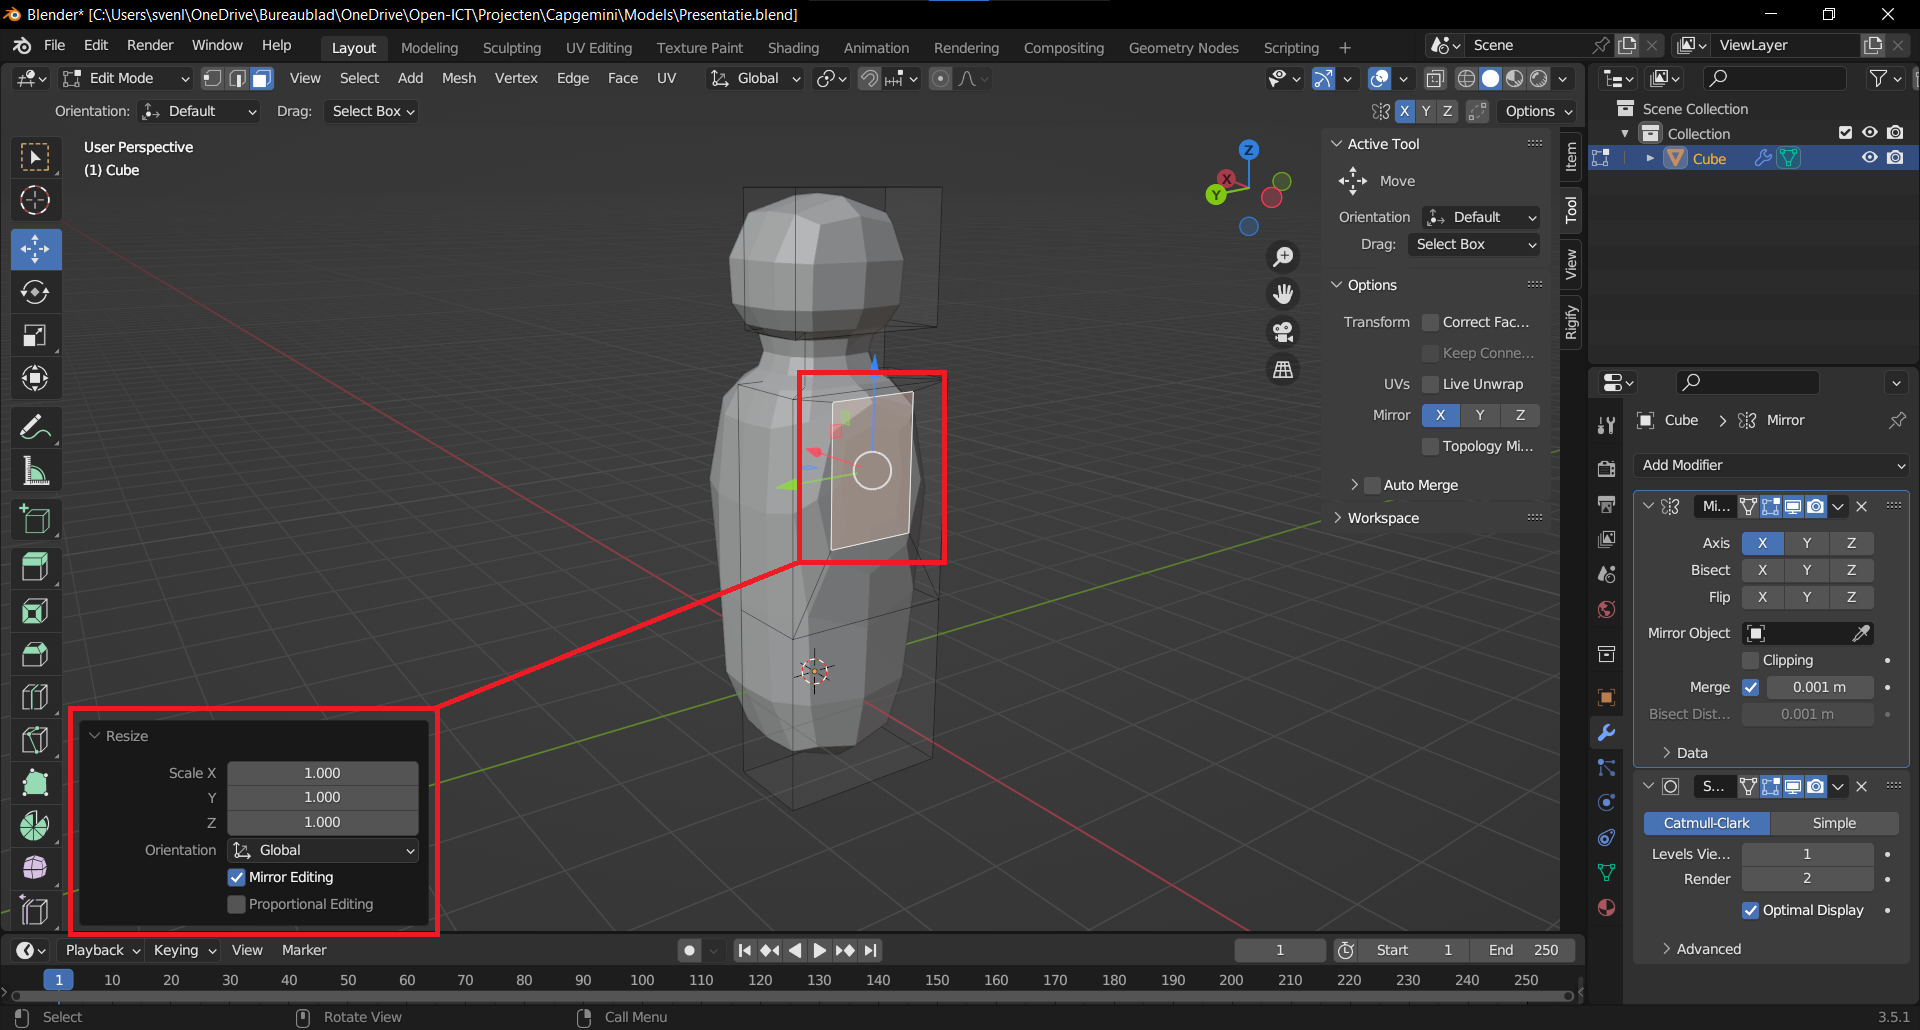 Blender* [C:\Users\svenl\OneDrive\Bureaublad\OneDrive\Open-ICT\Projecten\Capgemini\Models\Presentatie.blend]
File Edit Render Window Help
Layout Modeling Sculpting UV Editing Texture Paint Shading Animation Rendering Compositing Geometry Nodes Scripting +
Scene
ViewLayer
Edit Mode View Select Add Mesh Vertex Edge Face UV Global
Orientation: Default Drag: Select Box
X Y Z Options
User Perspective
(1) Cube
Z
X
Y
Active Tool
Move
Orientation Default
Drag: Select Box
Options
Transform Correct Fac...
Keep Conne...
UVs Live Unwrap
Mirror X Y Z
Topology Mi...
Auto Merge
Workspace
Item
Tool
View
Rigify
Scene Collection
Collection
Cube
Cube > Mirror
Add Modifier
Mi...
Axis X Y Z
Bisect X Y Z
Flip X Y Z
Mirror Object
Clipping
Merge 0.001 m
Bisect Dist... 0.001 m
Data
S...
Catmull-Clark Simple
Levels Vie... 1
Render 2
Optimal Display
Advanced
Resize
Scale X 1.000
Y 1.000
Z 1.000
Orientation Global
Mirror Editing
Proportional Editing
Playback Keying View Marker
1 Start 1 End 250
1 10 20 30 40 50 60 70 80 90 100 110 120 130 140 150 160 170 180 190 200 210 220 230 240 250
Select Rotate View Call Menu 3.5.1